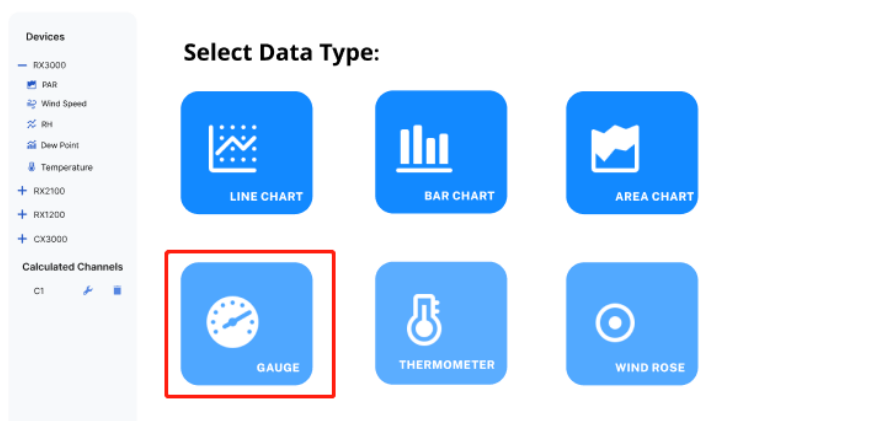 Devices
RX3000
PAR
Wind Speed
RH
Dew Point
Temperature
RX2100
RX1200
CX3000
Calculated Channels
C1
Select Data Type:
LINE CHART
BAR CHART
AREA CHART
GAUGE
THERMOMETER
WIND ROSE